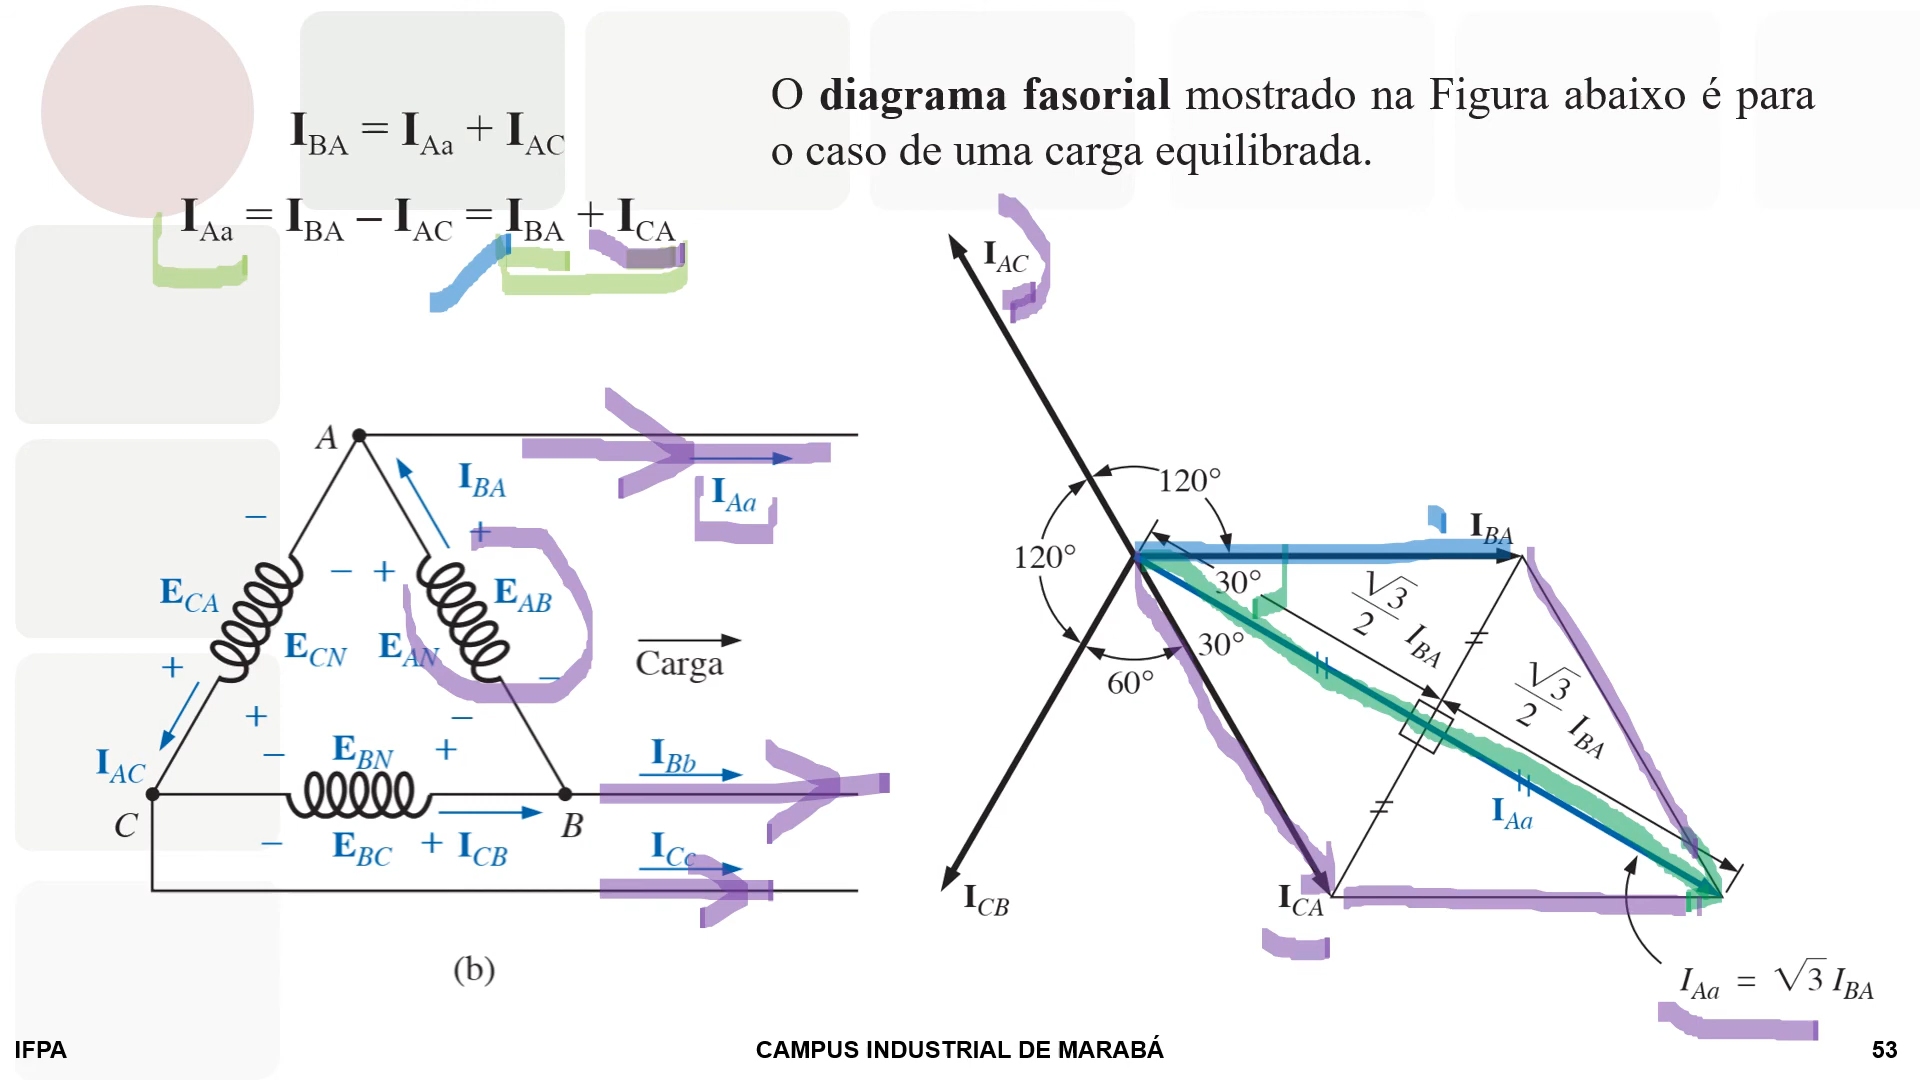 O diagrama fasorial mostrado na Figura abaixo é para
o caso de uma carga equilibrada.
I_BA = I_Aa + I_AC
I_Aa = I_BA – I_AC = I_BA + I_CA
A
I_BA
I_Aa
–
+
E_CA
– +
E_AB
E_CN
E_AN
+
–
Carga
+
–
I_AC
–
E_BN
+
I_Bb
C
B
–
E_BC
+ I_CB
I_Cc
(b)
I_AC
120°
I_BA
120°
30°
√3/2 I_BA
30°
60°
√3/2 I_BA
I_Aa
I_CB
I_CA
I_Aa = √3 I_BA
IFPA
CAMPUS INDUSTRIAL DE MARABÁ
53